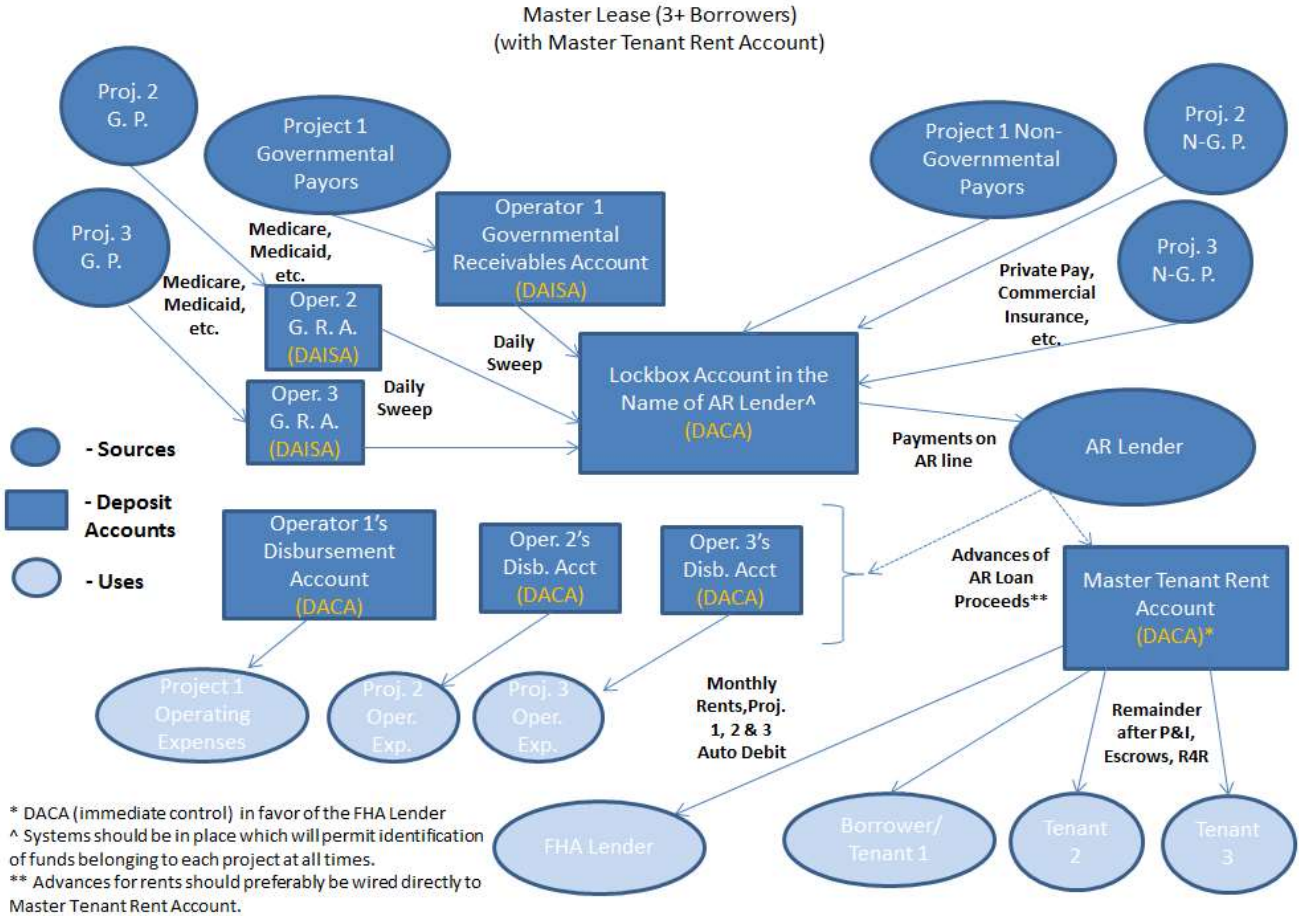 Master Lease (3+ Borrowers)
(with Master Tenant Rent Account)
Proj. 2
G. P.
Project 1
Governmental
Payors
Project 1 Non-
Governmental
Payors
Proj. 2
N-G. P.
Proj. 3
G. P.
Operator  1
Governmental
Receivables Account
(DAISA)
Proj. 3
N-G. P.
Medicare,
Medicaid,
etc.
Medicare,
Medicaid,
etc.
Oper. 2
G. R. A.
(DAISA)
Private Pay,
Commercial
Insurance,
etc.
Daily
Sweep
Lockbox Account in the
Name of AR Lender^
(DACA)
Oper. 3
G. R. A.
(DAISA)
Daily
Sweep
Payments on
AR line
AR Lender
- Sources
- Deposit
Accounts
- Uses
Operator 1's
Disbursement
Account
(DACA)
Oper. 2's
Disb. Acct
(DACA)
Oper. 3's
Disb. Acct
(DACA)
Advances of
AR Loan
Proceeds**
Master Tenant Rent
Account
(DACA)*
Project 1
Operating
Expenses
Proj. 2
Oper.
Exp.
Proj. 3
Oper.
Exp.
Monthly
Rents,Proj.
1, 2 & 3
Auto Debit
Remainder
after P&I,
Escrows, R4R
FHA Lender
Borrower/
Tenant 1
Tenant
2
Tenant
3
* DACA (immediate control)  in favor of the FHA Lender
^ Systems should be in place which will permit identification
of funds belonging to each project at all times.
** Advances for rents should preferably be wired directly to
Master Tenant Rent Account.